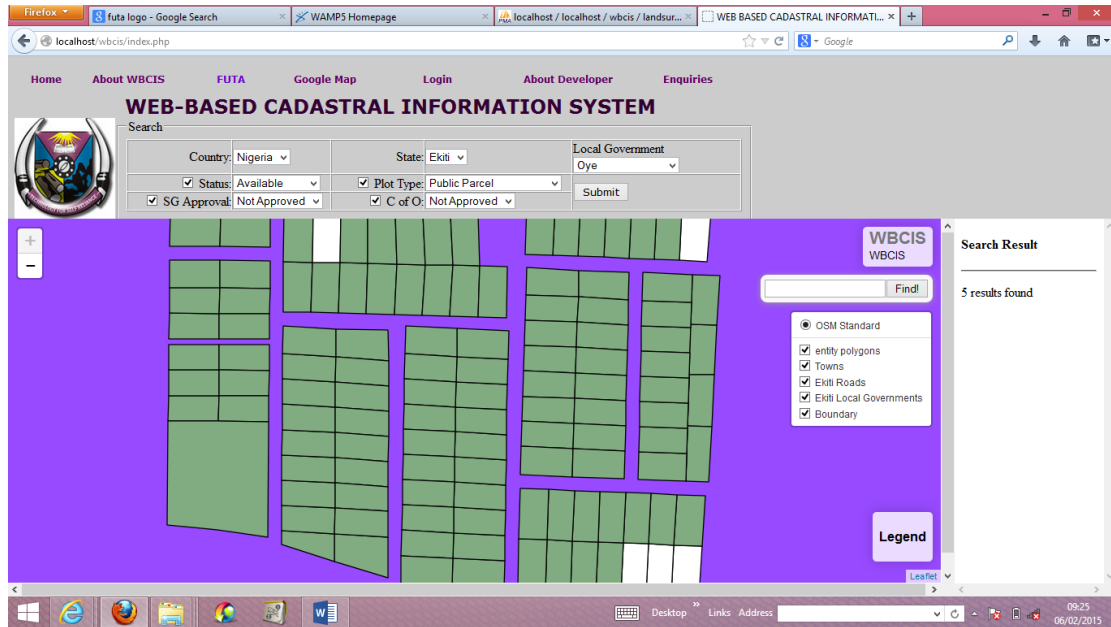 Firefox
futa logo - Google Search
WAMP5 Homepage
localhost / localhost / wbcis / landsur...
WEB BASED CADASTRAL INFORMATI...
localhost/wbcis/index.php
Google
Home About WBCIS FUTA Google Map Login About Developer Enquiries
WEB-BASED CADASTRAL INFORMATION SYSTEM
Search
Country: Nigeria State: Ekiti Local Government
Oye
Status: Available Plot Type: Public Parcel
Submit
SG Approval: Not Approved C of O: Not Approved
+
−
WBCIS
WBCIS
Find!
OSM Standard
entity polygons
Towns
Ekiti Roads
Ekiti Local Governments
Boundary
Legend
Leaflet
Search Result
5 results found
Desktop Links Address
09:25
06/02/2015